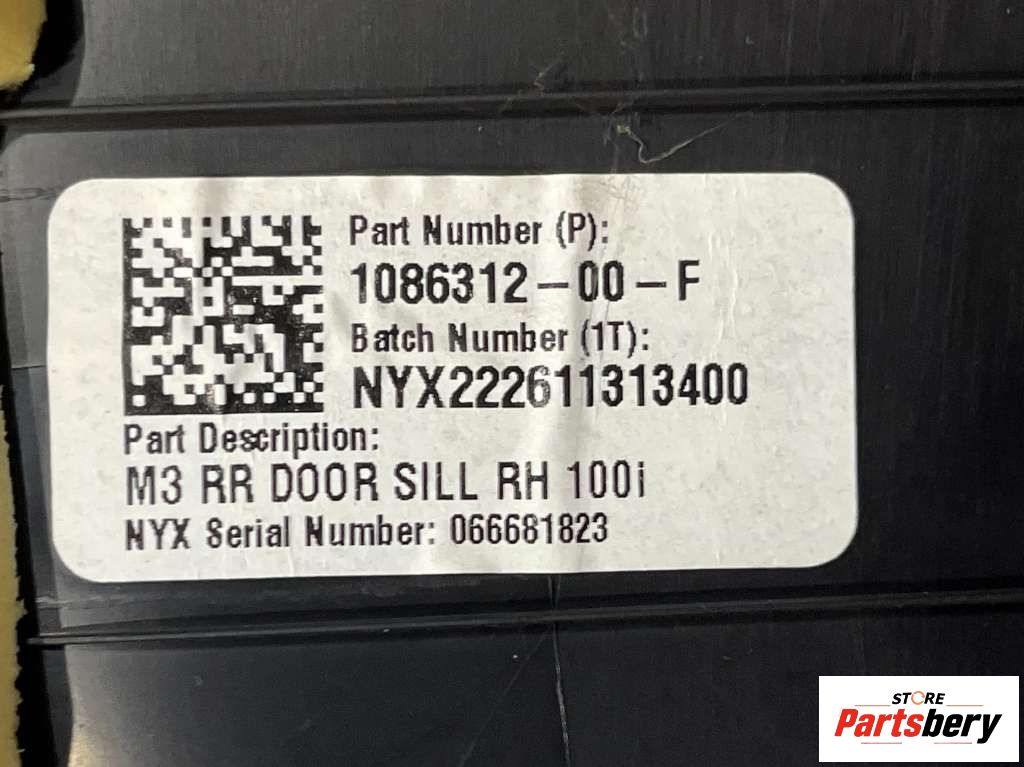 Part Number (P):
1086312-00-F
Batch Number (1T):
NYX222611313400
Part Description:
M3 RR DOOR SILL RH 100i
NYX Serial Number: 066681823
STORE
Partsbery